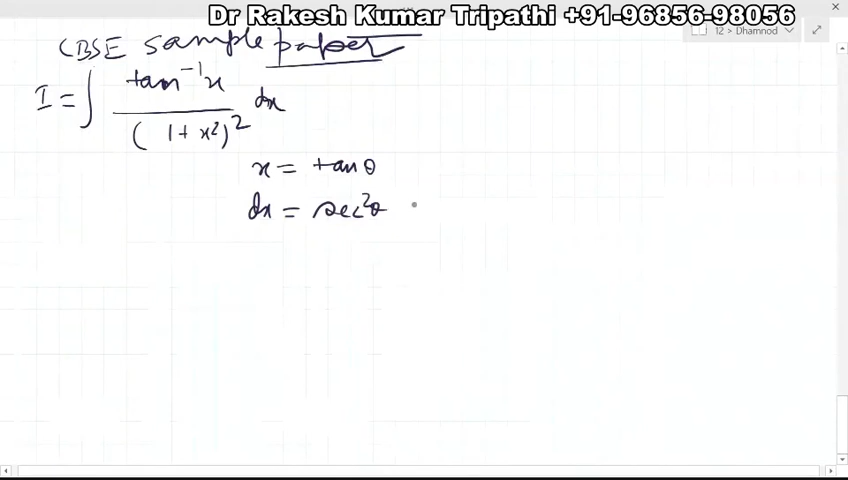 Dr Rakesh Kumar Tripathi +91-96856-98056
12 > Dhamnod
CBSE sample paper
I = ∫ tan⁻¹x / (1+x²)² dx
x = tanθ
dx = sec²θ